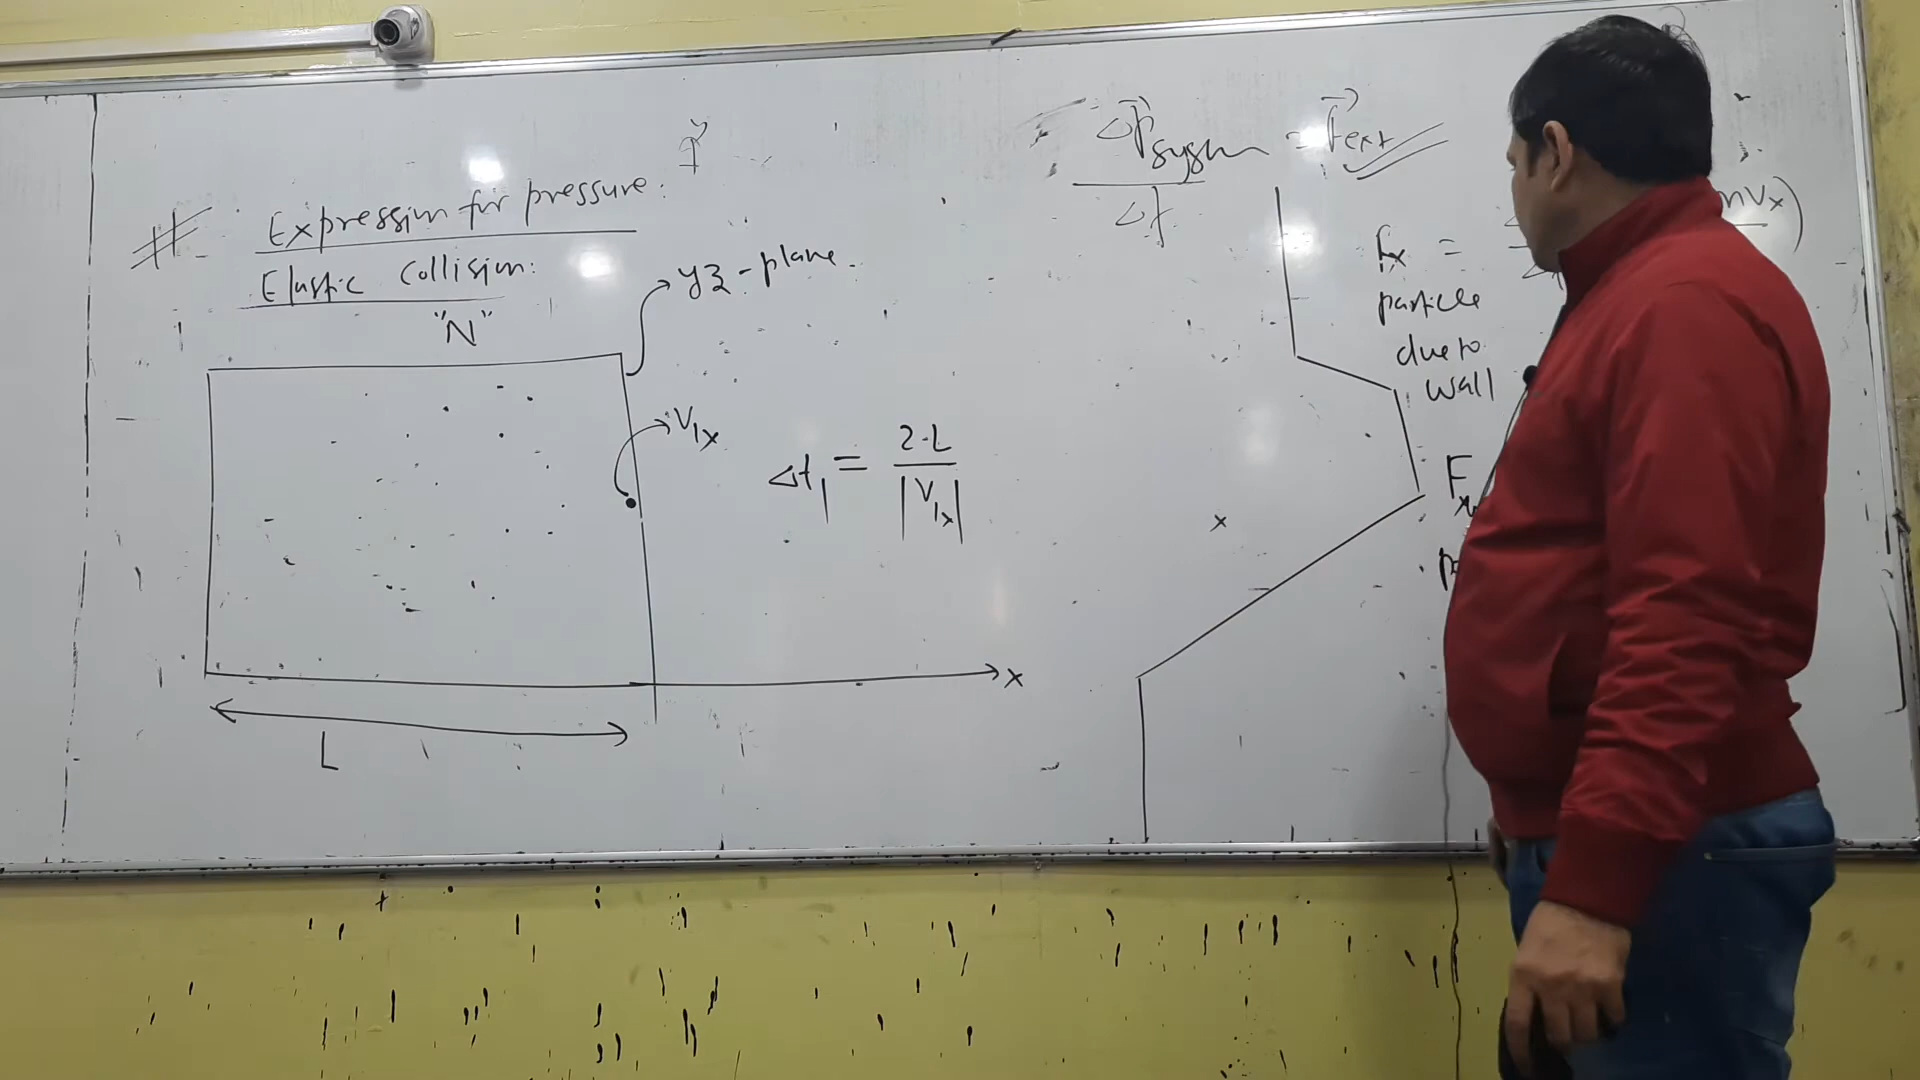 # Expression for pressure:
Elastic Collision:
"N"
yz-plane
V1x
Δt1 = 2·L / |V1x|
x
L
ΔP⃗system / Δt = F⃗ext
Fx =
mVx)
particle
due to
wall
Fx
x